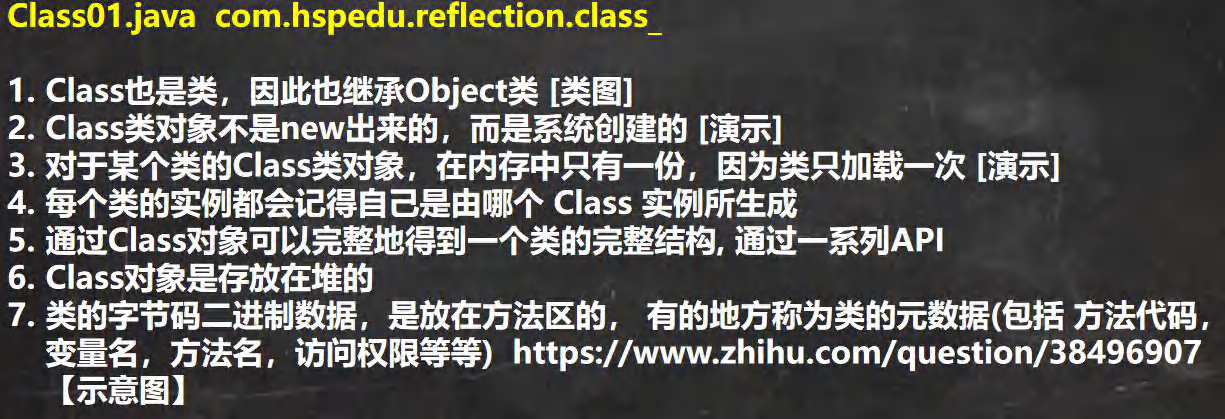 Class01.java com.hspedu.reflection.class_
1. Class也是类，因此也继承Object类 [类图]
2. Class类对象不是new出来的，而是系统创建的 [演示]
3. 对于某个类的Class类对象，在内存中只有一份，因为类只加载一次 [演示]
4. 每个类的实例都会记得自己是由哪个 Class 实例所生成
5. 通过Class对象可以完整地得到一个类的完整结构, 通过一系列API
6. Class对象是存放在堆的
7. 类的字节码二进制数据，是放在方法区的， 有的地方称为类的元数据(包括 方法代码，
变量名，方法名，访问权限等等) https://www.zhihu.com/question/38496907
【示意图】